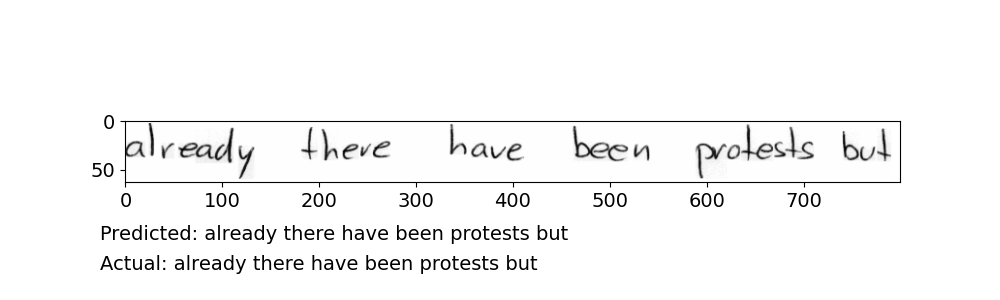 0
50
already there have been protests but
0 100 200 300 400 500 600 700
Predicted: already there have been protests but
Actual: already there have been protests but